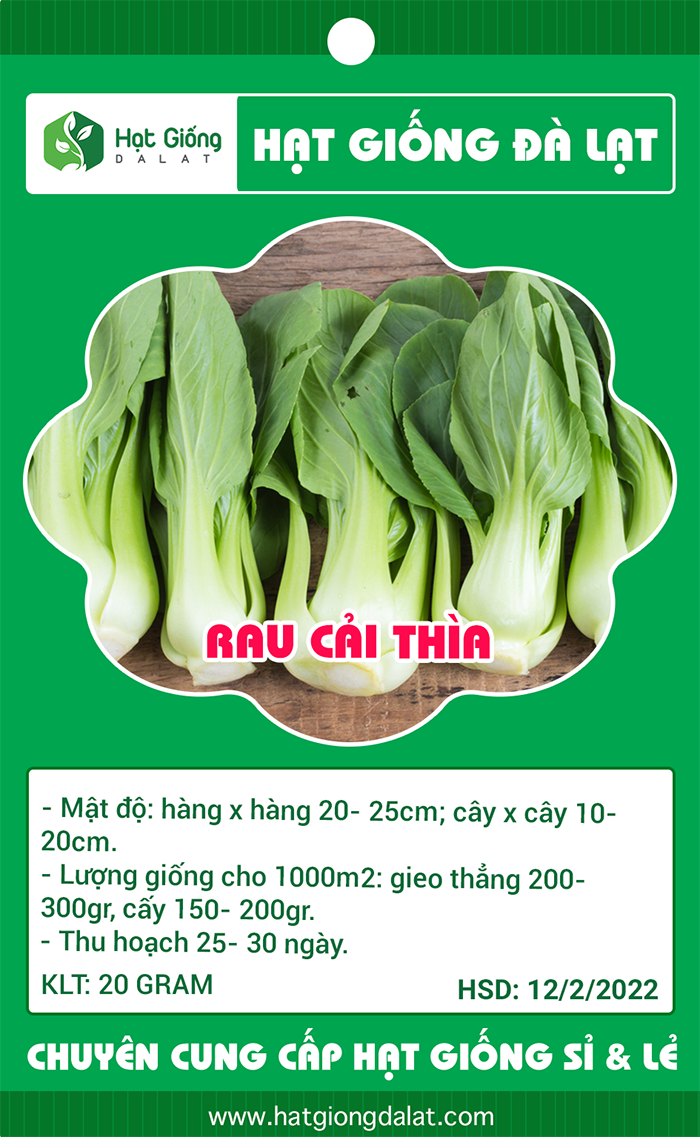 Hạt Giống
DALAT
HẠT GIỐNG ĐÀ LẠT
RAU CẢI THÌA
- Mật độ: hàng x hàng 20- 25cm; cây x cây 10-
20cm.
- Lượng giống cho 1000m2: gieo thẳng 200-
300gr, cấy 150- 200gr.
- Thu hoạch 25- 30 ngày.
KLT: 20 GRAM
HSD: 12/2/2022
CHUYÊN CUNG CẤP HẠT GIỐNG SỈ & LẺ
www.hatgiongdalat.com